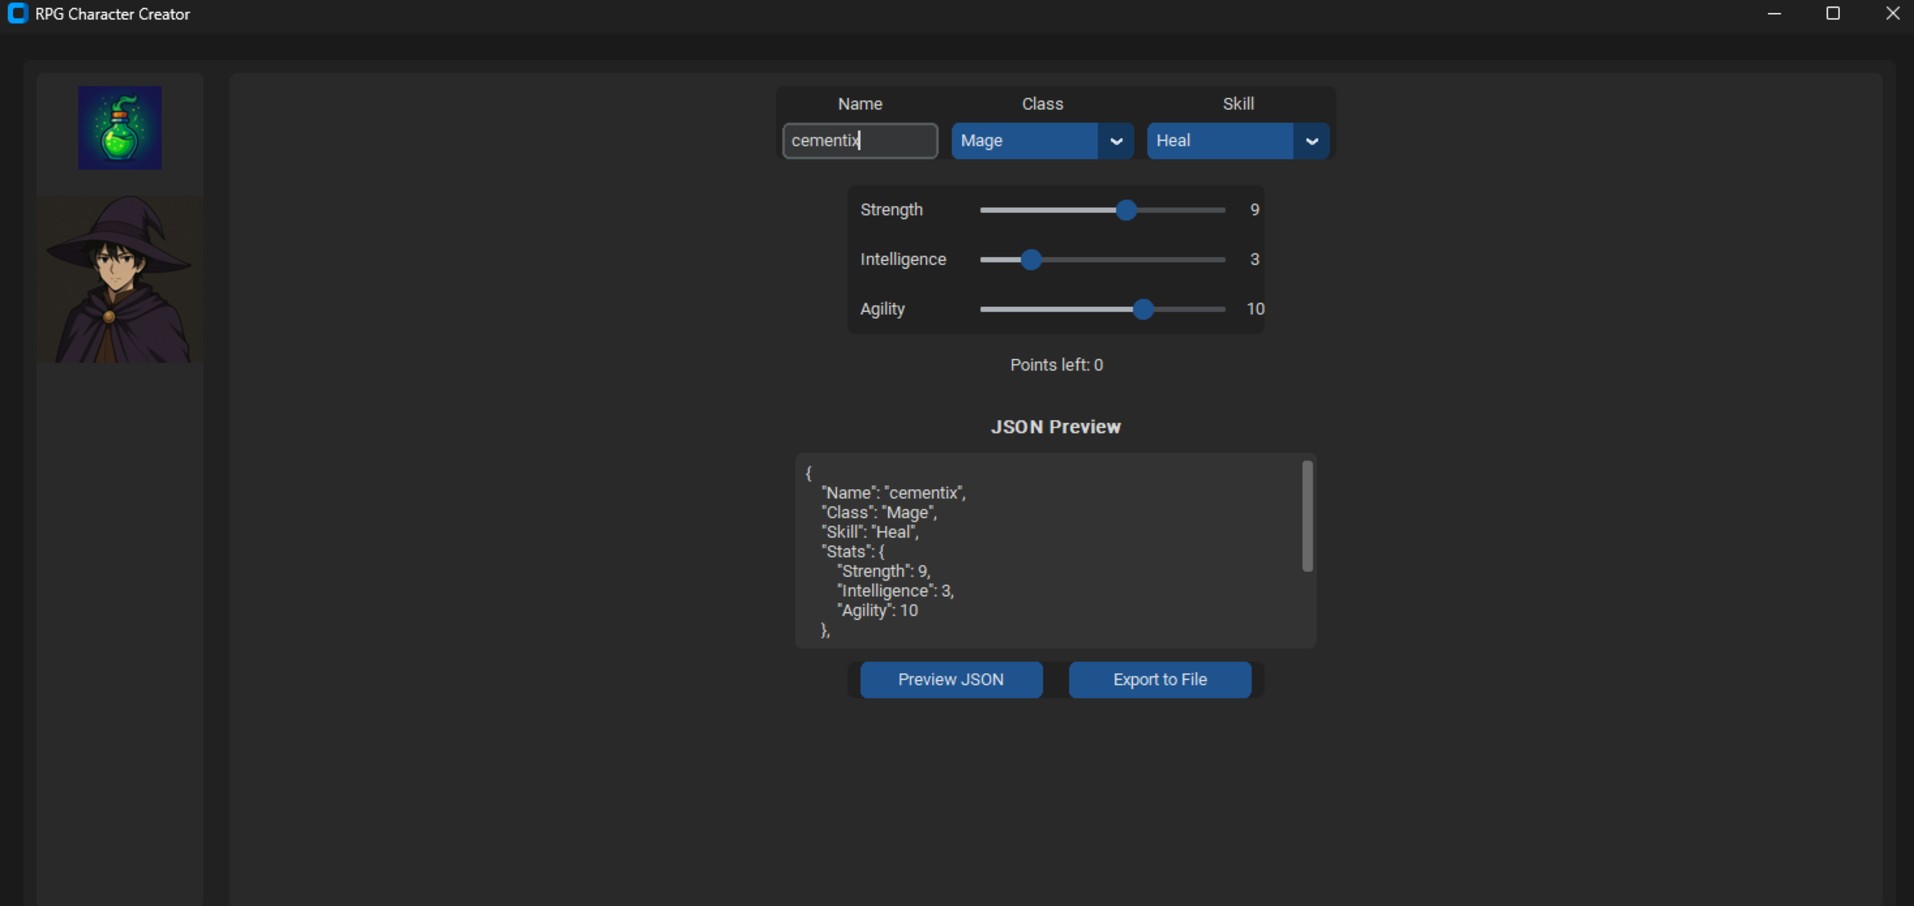 RPG Character Creator
Name Class Skill
cementix Mage Heal
Strength 9
Intelligence 3
Agility 10
Points left: 0
JSON Preview
{
"Name": "cementix",
"Class": "Mage",
"Skill": "Heal",
"Stats": {
"Strength": 9,
"Intelligence": 3,
"Agility": 10
},
Preview JSON Export to File